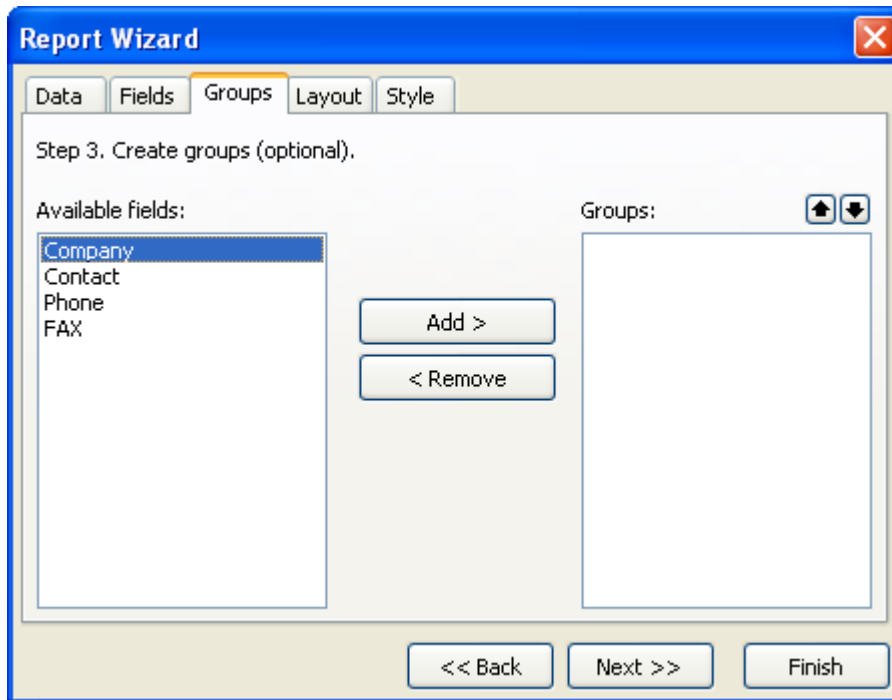 Report Wizard
Data Fields Groups Layout Style
Step 3. Create groups (optional).
Available fields: Groups:
Company
Contact
Phone
FAX
Add >
< Remove
<< Back Next >> Finish